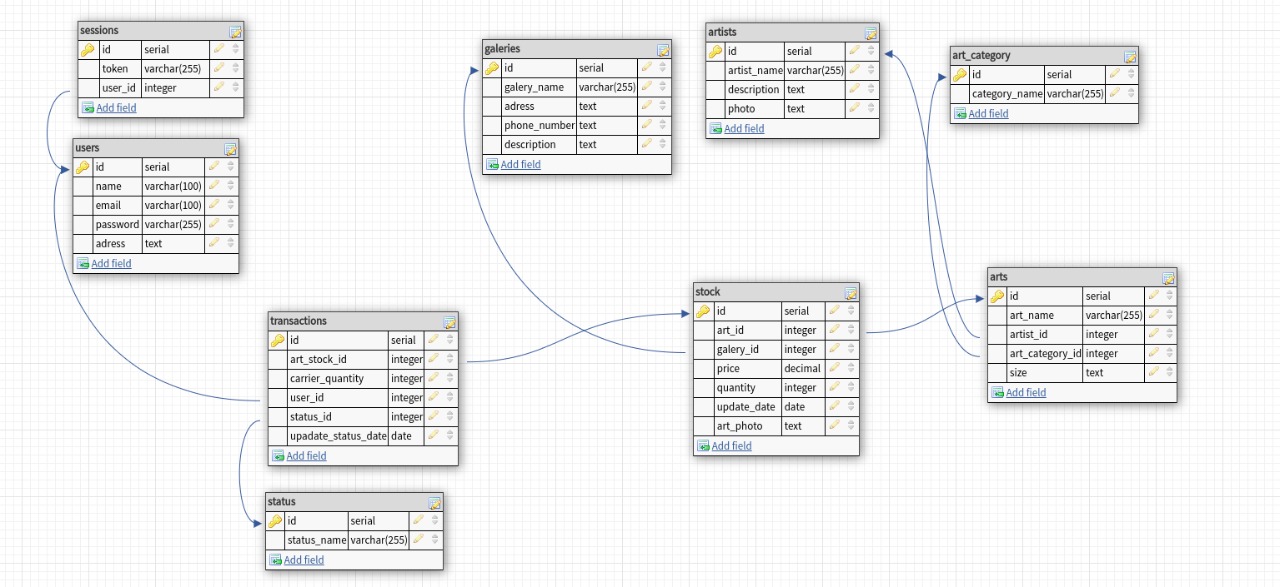 sessions
id serial
token varchar(255)
user_id integer
Add field
users
id serial
name varchar(100)
email varchar(100)
password varchar(255)
adress text
Add field
galeries
id serial
galery_name varchar(255)
adress text
phone_number text
description text
Add field
artists
id serial
artist_name varchar(255)
description text
photo text
Add field
art_category
id serial
category_name varchar(255)
Add field
transactions
id serial
art_stock_id integer
carrier_quantity integer
user_id integer
status_id integer
upadate_status_date date
Add field
stock
id serial
art_id integer
galery_id integer
price decimal
quantity integer
update_date date
art_photo text
Add field
arts
id serial
art_name varchar(255)
artist_id integer
art_category_id integer
size text
Add field
status
id serial
status_name varchar(255)
Add field